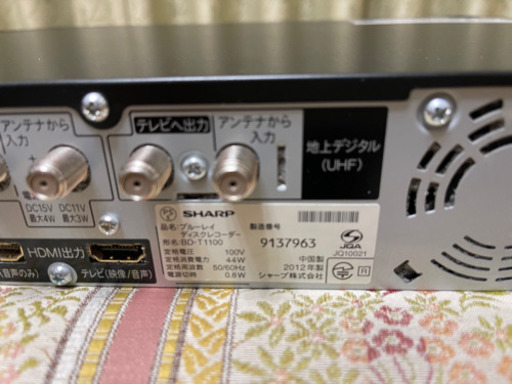 アンテナから
入力
テレビへ出力
アンテナから
入力
地上デジタル
(UHF)
DC15V
最大4W
DC11V
最大3W
HDMI出力
テレビ(映像/音声)
SHARP
品名:ブルーレイ
ディスクレコーダー
形名:BD-T1100
定格電圧 100V
定格消費電力 44W
定格周波数 50/60Hz
電源切時 0.8W
製造番号
9137963
中国製
2012年製
シャープ株式会社
JQA
JQ10021